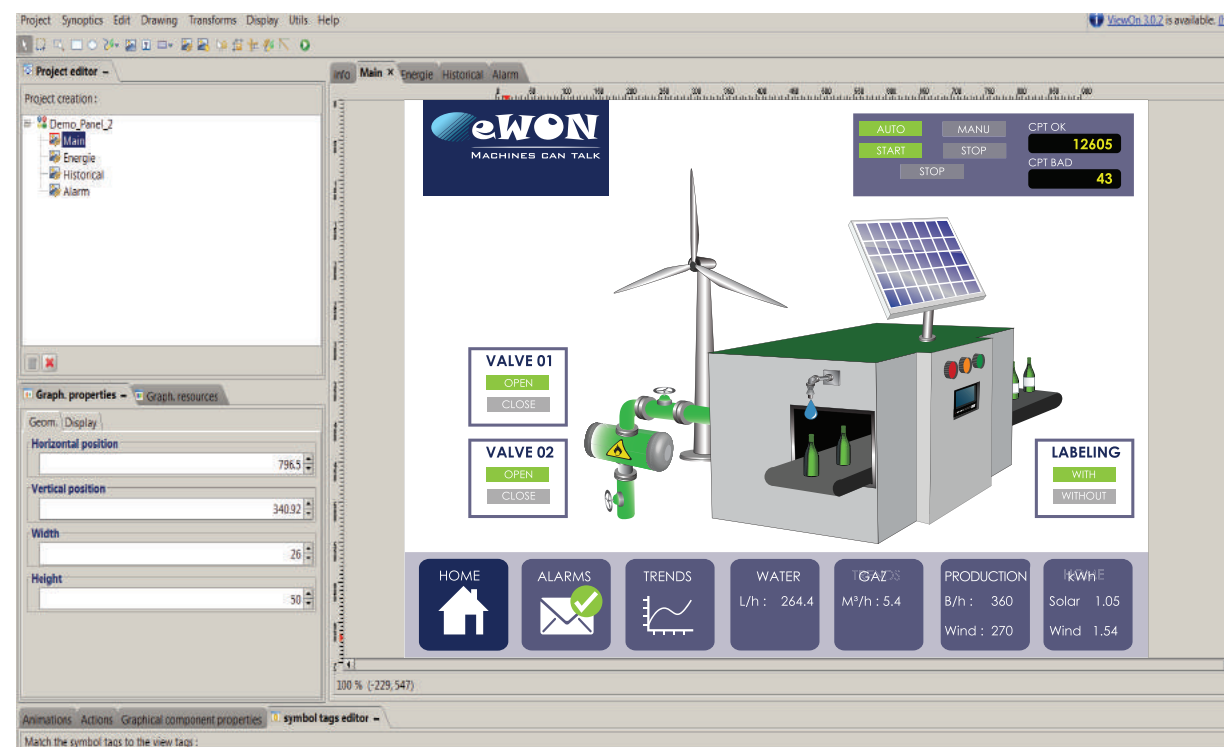 Project Synoptics Edit Drawing Transforms Display Utils Help
ViewOn 3.0.2 is available.
Project editor
Project creation :
Demo_Panel_2
Main
Energie
Historical
Alarm
Graph. properties
Graph. resources
Geom. Display
Horizontal position
796.5
Vertical position
340.92
Width
26
Height
50
Info Main × Energie Historical Alarm
eWON
MACHINES CAN TALK
AUTO MANU
START STOP
STOP
CPT OK
12605
CPT BAD
43
VALVE 01
OPEN
CLOSE
VALVE 02
OPEN
CLOSE
LABELING
WITH
WITHOUT
HOME
ALARMS
TRENDS
WATER
L/h : 264.4
GAZ
M³/h : 5.4
PRODUCTION
B/h : 360
Wind : 270
kWh
Solar 1.05
Wind 1.54
100 % (-229, 547)
Animations Actions Graphical component properties symbol tags editor
Match the symbol tags to the view tags :